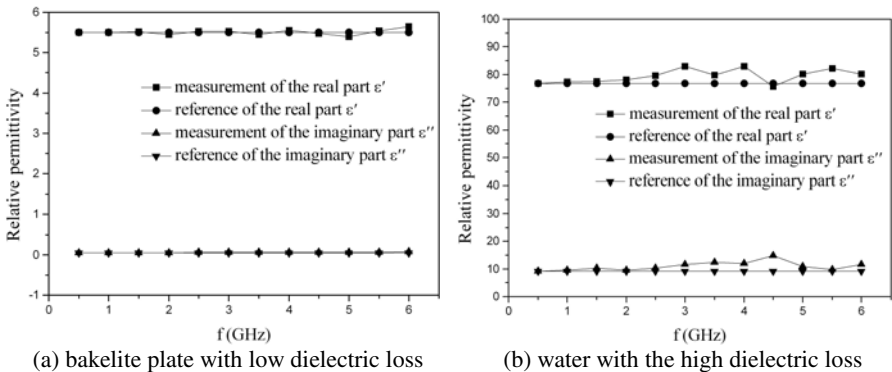 6
5
4
3
2
1
0
-1
Relative permittivity
measurement of the real part ε′
reference of the real part ε′
measurement of the imaginary part ε′′
reference of the imaginary part ε′′
0 1 2 3 4 5 6
f (GHz)
(a) bakelite plate with low dielectric loss
100
90
80
70
60
50
40
30
20
10
0
Relative permittivity
measurement of the real part ε′
reference of the real part ε′
measurement of the imaginary part ε′′
reference of the imaginary part ε′′
0 1 2 3 4 5 6
f (GHz)
(b) water with the high dielectric loss